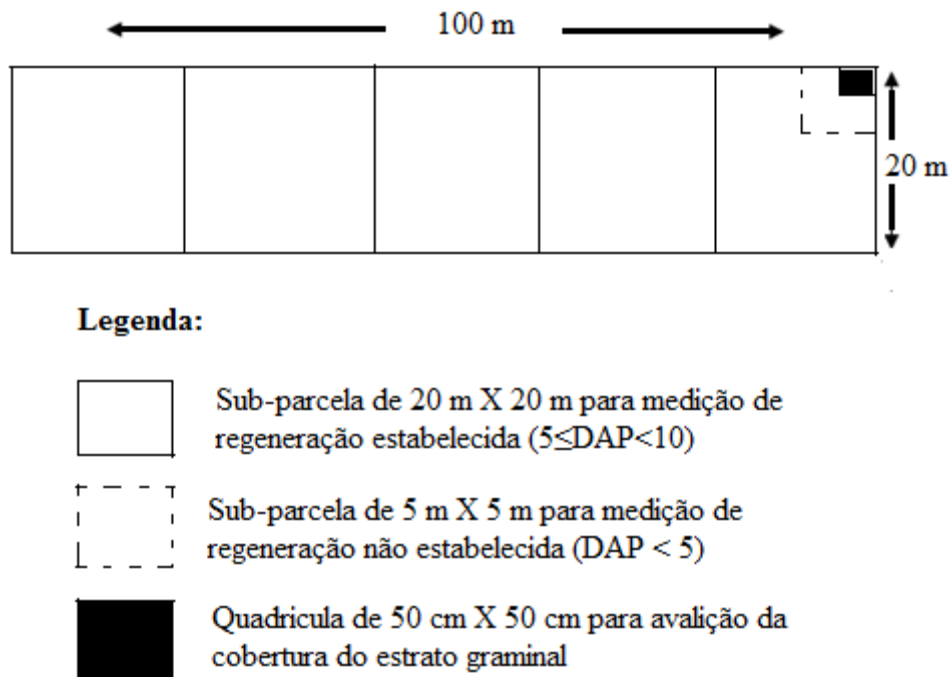 100 m
20 m
Legenda:
Sub-parcela de 20 m X 20 m para medição de
regeneração estabelecida (5≤DAP<10)
Sub-parcela de 5 m X 5 m para medição de
regeneração não estabelecida (DAP < 5)
Quadricula de 50 cm X 50 cm para avalição da
cobertura do estrato graminal